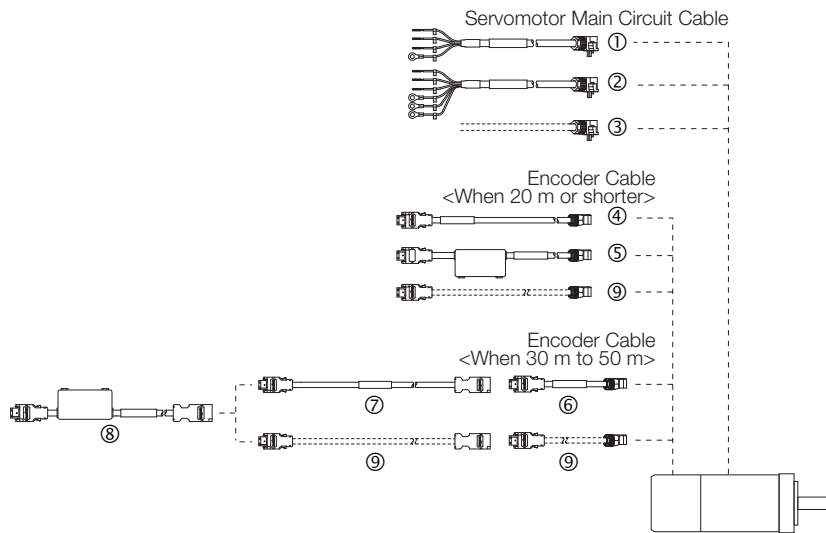 Servomotor Main Circuit Cable
①
②
③
Encoder Cable
<When 20 m or shorter>
④
⑤
⑨
Encoder Cable
<When 30 m to 50 m>
⑦
⑥
⑧
⑨
⑨